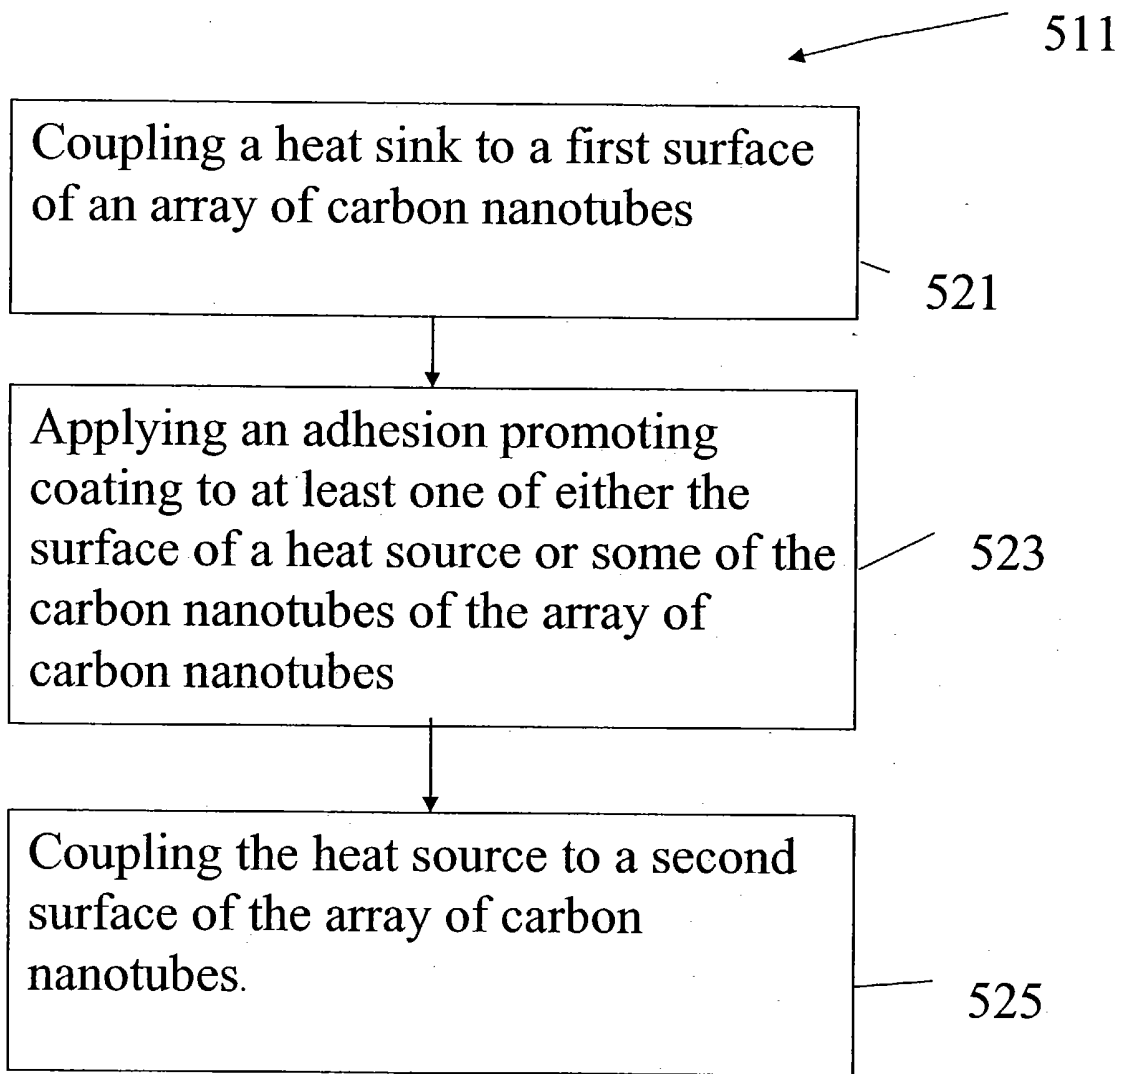 511
Coupling a heat sink to a first surface
of an array of carbon nanotubes
521
Applying an adhesion promoting
coating to at least one of either the
surface of a heat source or some of the
carbon nanotubes of the array of
carbon nanotubes
523
Coupling the heat source to a second
surface of the array of carbon
nanotubes.
525